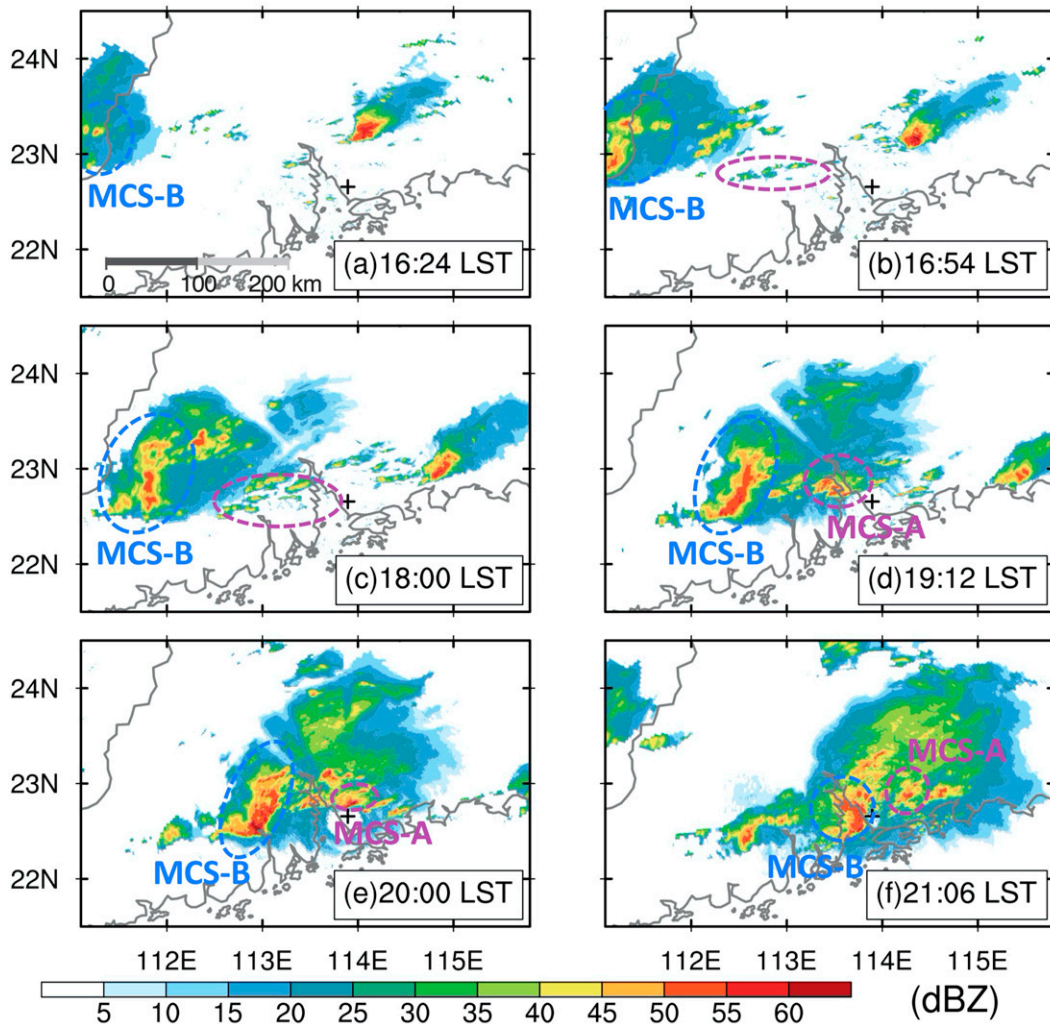 24N
23N
22N
MCS-B
0 100 200 km
(a)16:24 LST
MCS-B
(b)16:54 LST
24N
23N
22N
MCS-B
(c)18:00 LST
MCS-B
MCS-A
(d)19:12 LST
24N
23N
22N
MCS-B
MCS-A
(e)20:00 LST
MCS-A
MCS-B
(f)21:06 LST
112E 113E 114E 115E
112E 113E 114E 115E
5 10 15 20 25 30 35 40 45 50 55 60
(dBZ)